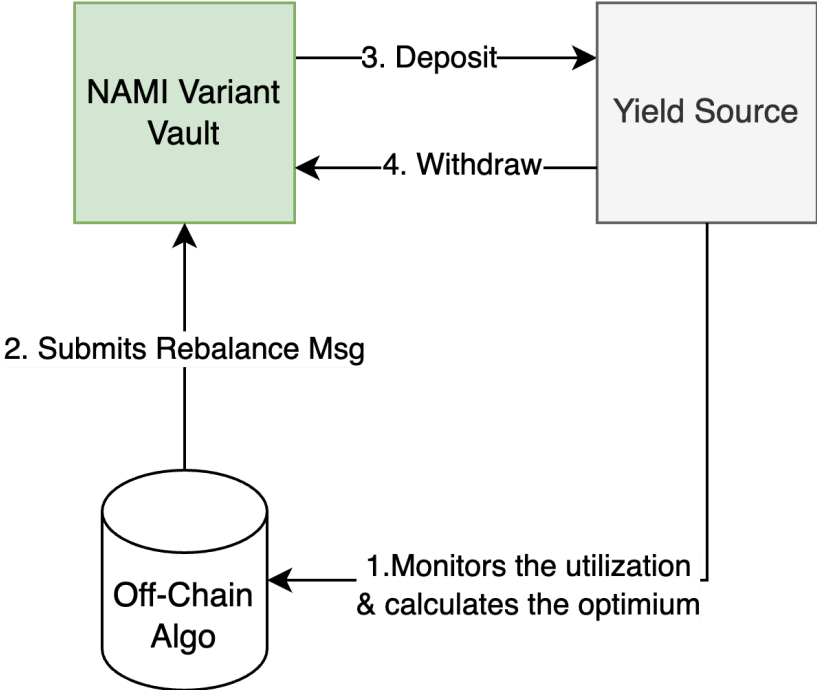 NAMI Variant
Vault
3. Deposit
4. Withdraw
Yield Source
2. Submits Rebalance Msg
1.Monitors the utilization
& calculates the optimium
Off-Chain
Algo